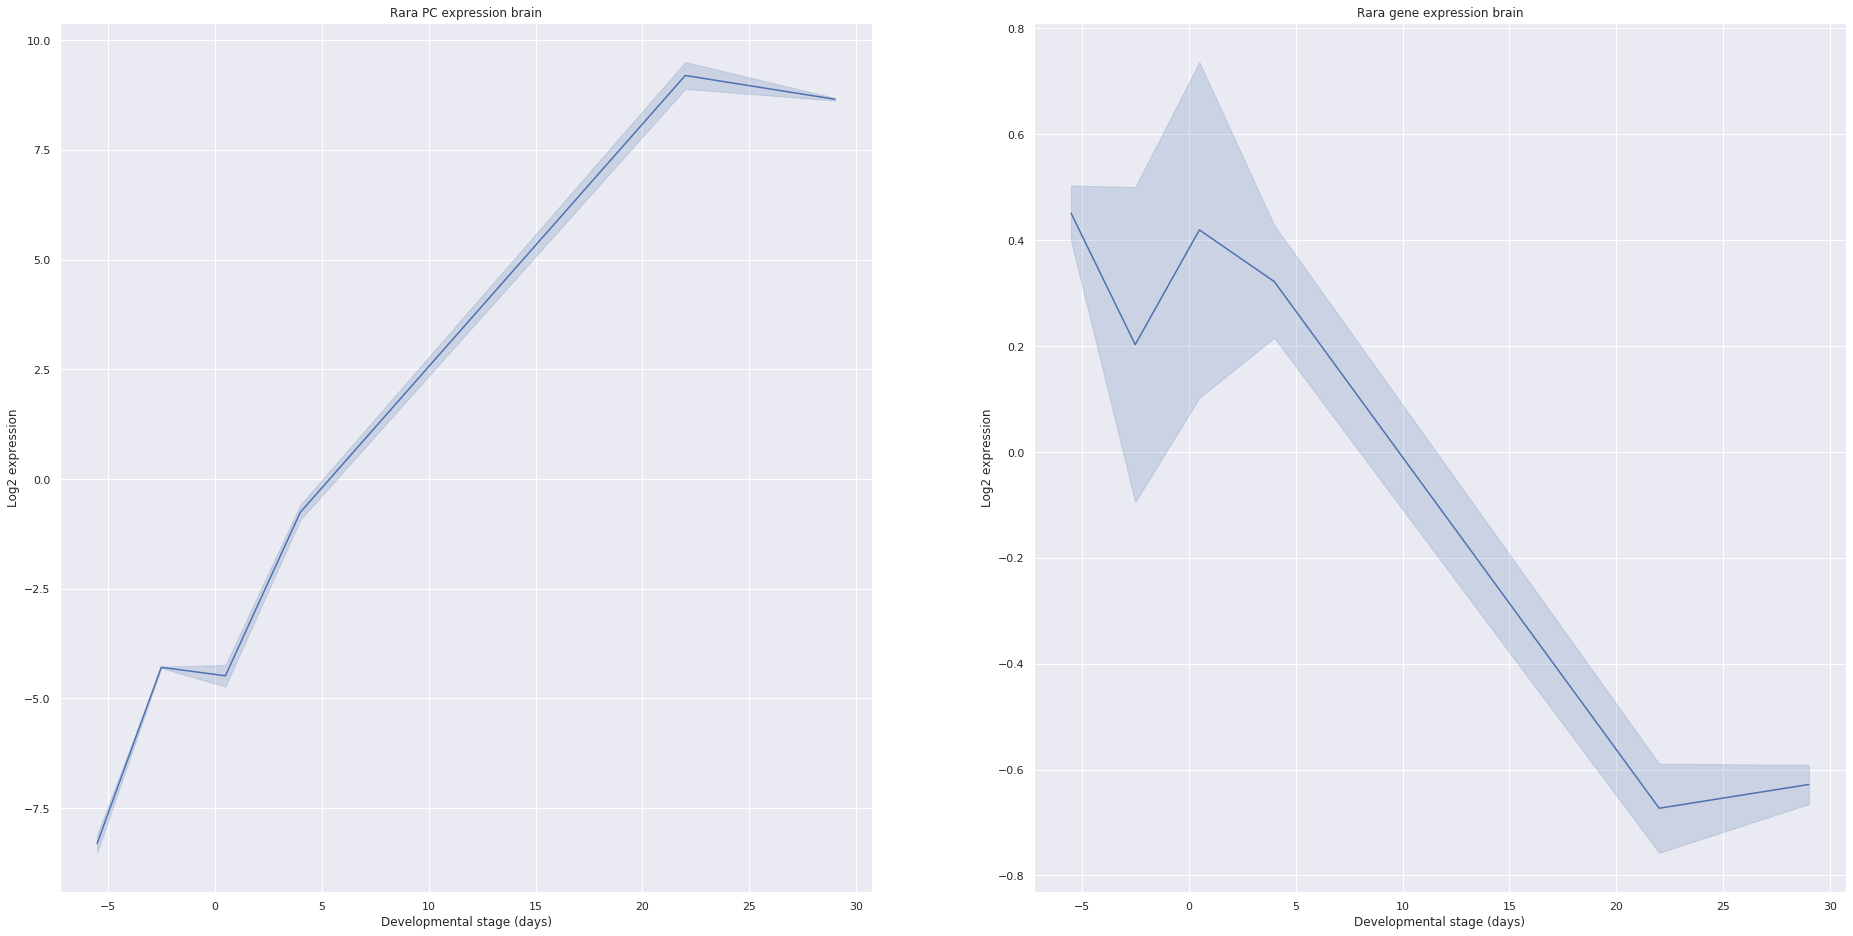 Rara PC expression brain
10.0
7.5
5.0
2.5
0.0
−2.5
−5.0
−7.5
Log2 expression
−5 0 5 10 15 20 25 30
Developmental stage (days)
Rara gene expression brain
0.8
0.6
0.4
0.2
0.0
−0.2
−0.4
−0.6
−0.8
Log2 expression
−5 0 5 10 15 20 25 30
Developmental stage (days)